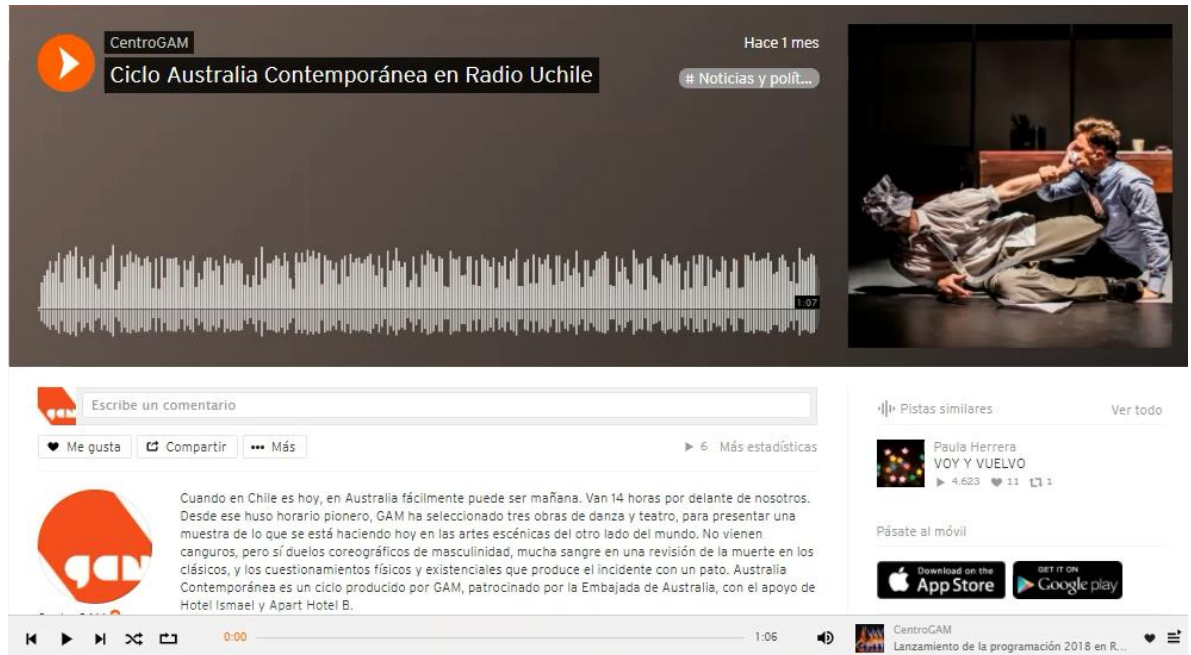 CentroGAM
Hace 1 mes
Ciclo Australia Contemporánea en Radio Uchile
# Noticias y polít...
1:07
gam
Escribe un comentario
Pistas similares
Ver todo
Me gusta
Compartir
••• Más
6 Más estadísticas
Paula Herrera
VOY Y VUELVO
4.623 11 1
Cuando en Chile es hoy, en Australia fácilmente puede ser mañana. Van 14 horas por delante de nosotros.
Desde ese huso horario pionero, GAM ha seleccionado tres obras de danza y teatro, para presentar una
muestra de lo que se está haciendo hoy en las artes escénicas del otro lado del mundo. No vienen
canguros, pero sí duelos coreográficos de masculinidad, mucha sangre en una revisión de la muerte en los
clásicos, y los cuestionamientos físicos y existenciales que produce el incidente con un pato. Australia
Contemporánea es un ciclo producido por GAM, patrocinado por la Embajada de Australia, con el apoyo de
Hotel Ismael y Apart Hotel B.
gam
Pásate al móvil
Download on the
App Store
GET IT ON
Google play
0:00
1:06
CentroGAM
Lanzamiento de la programación 2018 en R...